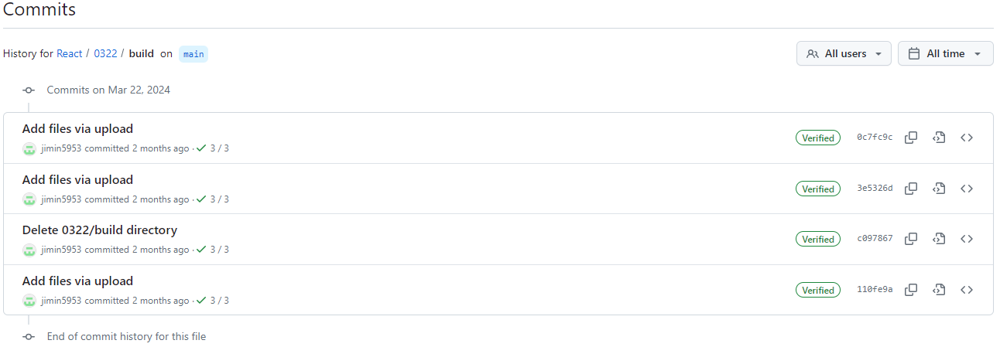 Commits
History for React / 0322 / build on main
All users
All time
Commits on Mar 22, 2024
Add files via upload
jimin5953 committed 2 months ago · 3 / 3
Verified
0c7fc9c
Add files via upload
jimin5953 committed 2 months ago · 3 / 3
Verified
3e5326d
Delete 0322/build directory
jimin5953 committed 2 months ago · 3 / 3
Verified
c097867
Add files via upload
jimin5953 committed 2 months ago · 3 / 3
Verified
110fe9a
End of commit history for this file